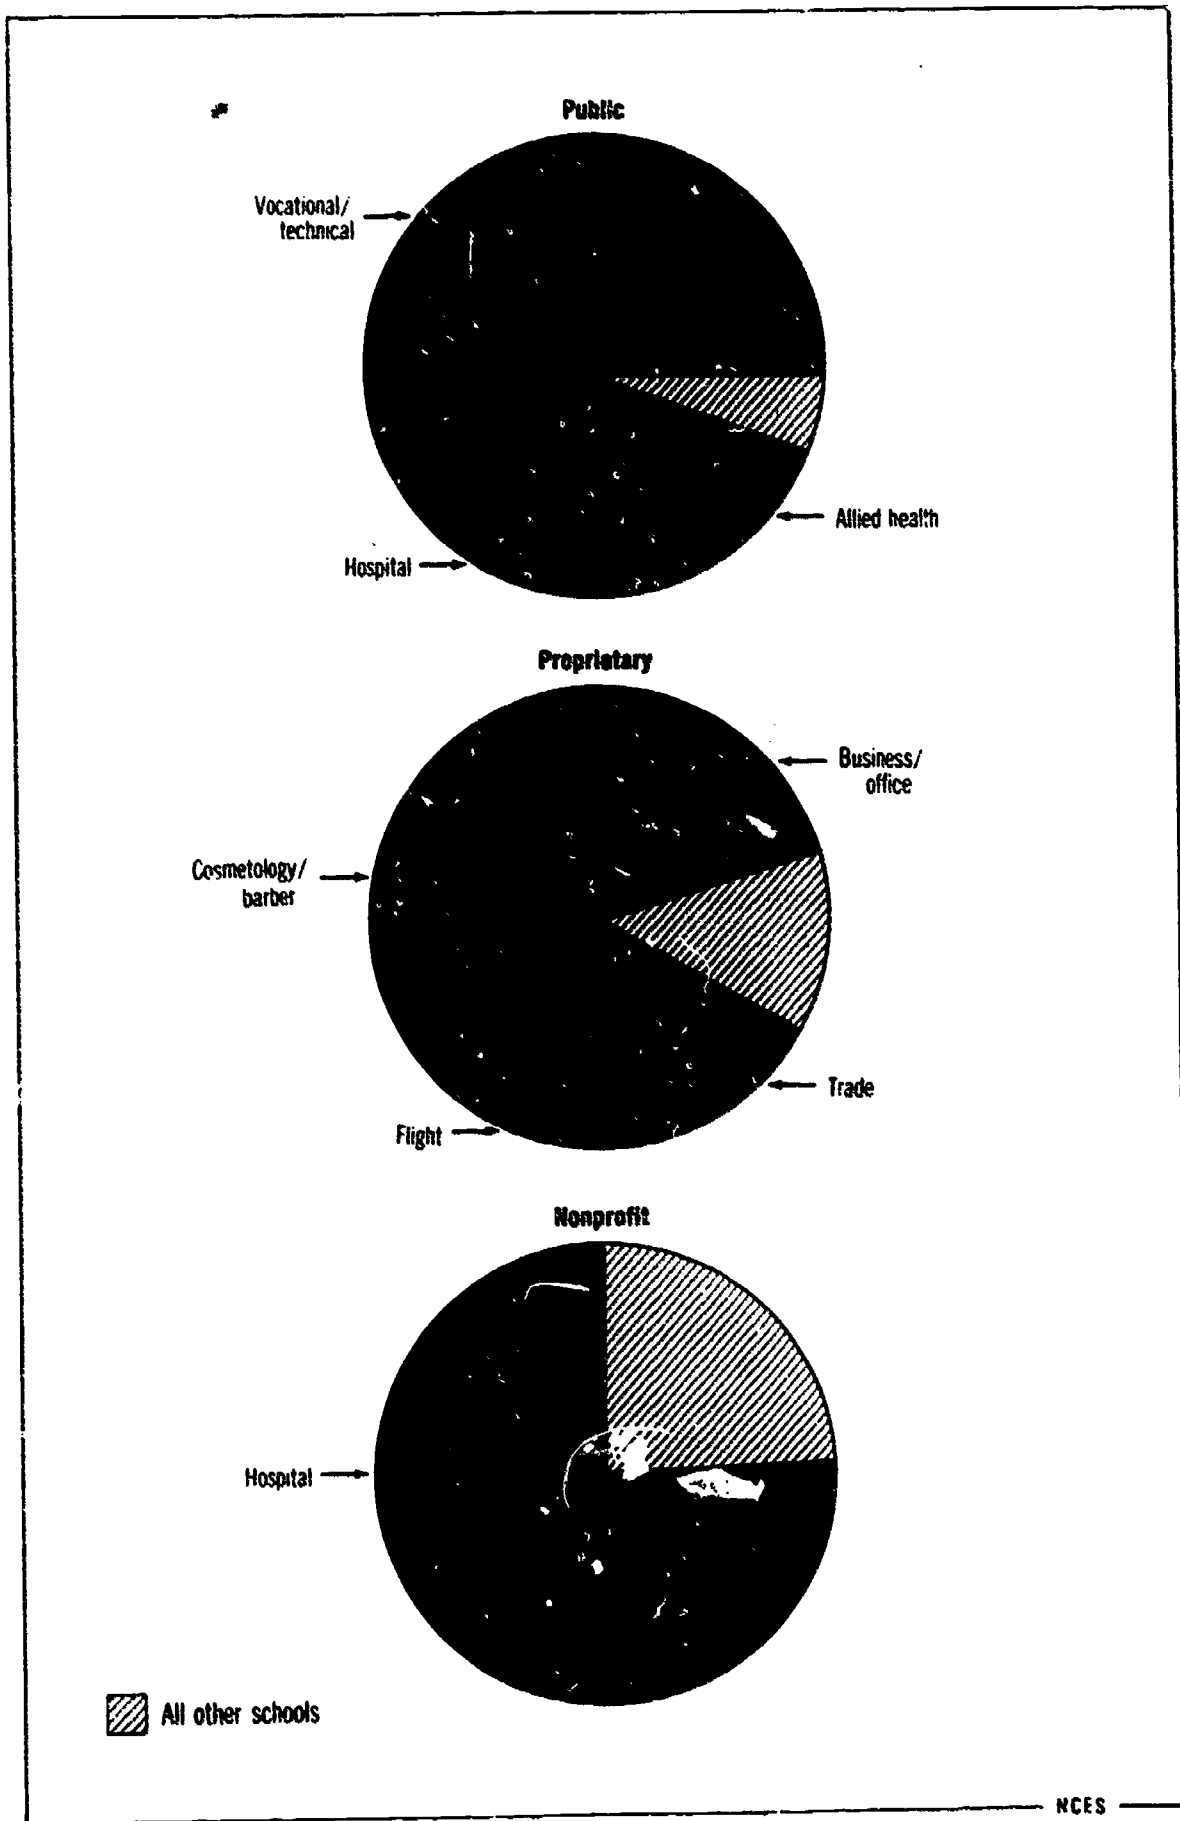 Public
Vocational/
technical
Allied health
Hospital
Proprietary
Business/
office
Cosmetology/
barber
Trade
Flight
Nonprofit
Hospital
All other schools
NCES